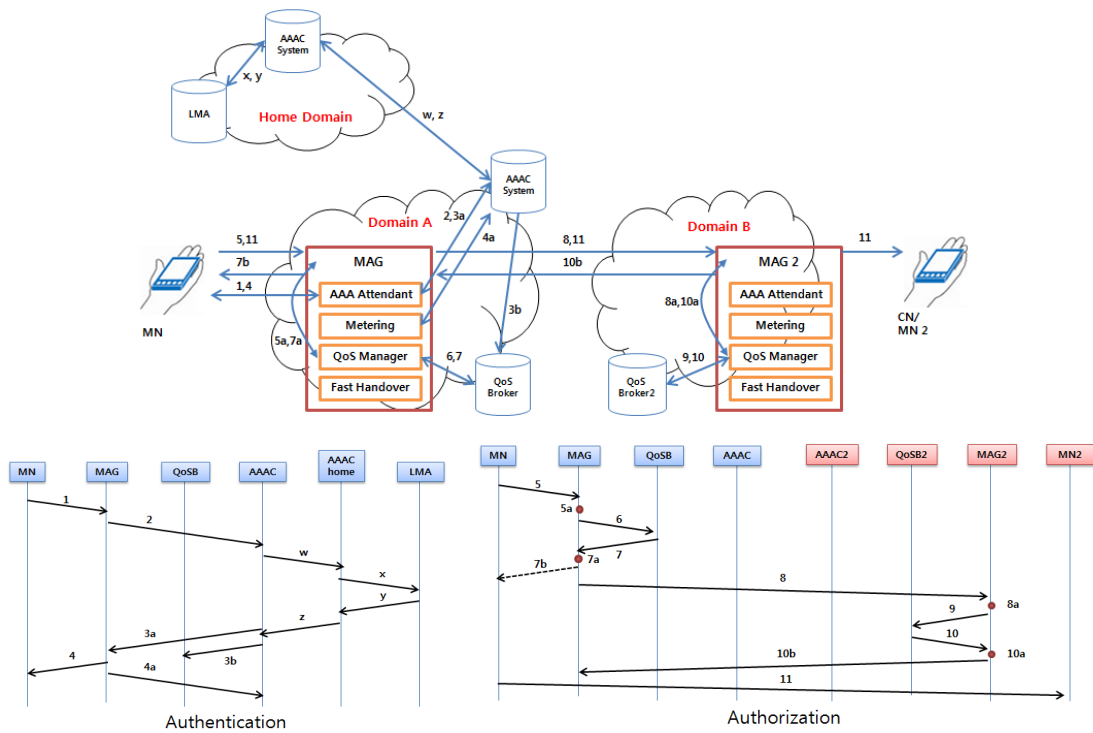 AAAC
System
x, y
LMA
Home Domain
w, z
AAAC
System
Domain A
2,3a
4a
Domain B
5,11
MAG
8,11
MAG 2
11
7b
10b
1,4
AAA Attendant
8a,10a
AAA Attendant
3b
MN
Metering
Metering
CN/
MN 2
5a,7a
QoS Manager
6,7
9,10
QoS Manager
Fast Handover
QoS
Broker
QoS
Broker2
Fast Handover
MN
MAG
QoSB
AAAC
AAAC
home
LMA
1
2
w
x
y
z
3a
3b
4
4a
Authentication
MN
MAG
QoSB
AAAC
AAAC2
QoSB2
MAG2
MN2
5
5a
6
7
7a
7b
8
8a
9
10
10a
10b
11
Authorization